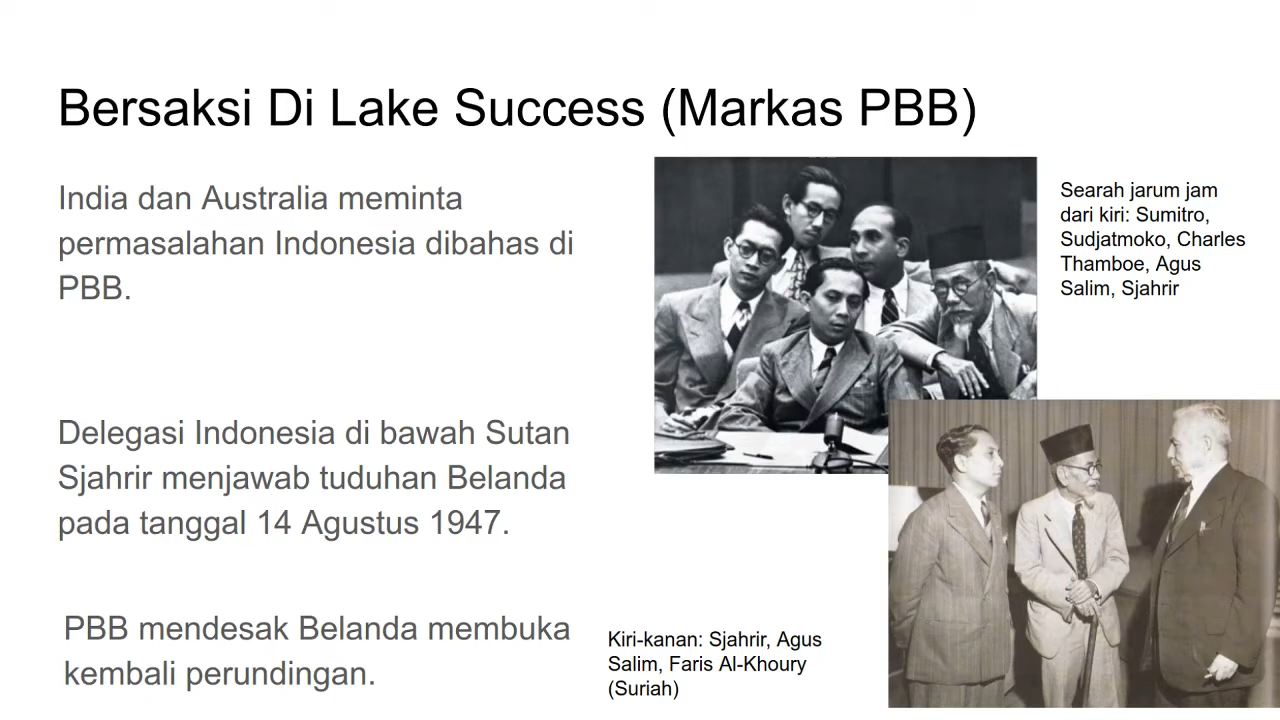 Bersaksi Di Lake Success (Markas PBB)
India dan Australia meminta
permasalahan Indonesia dibahas di
PBB.
Delegasi Indonesia di bawah Sutan
Sjahrir menjawab tuduhan Belanda
pada tanggal 14 Agustus 1947.
PBB mendesak Belanda membuka
kembali perundingan.
Searah jarum jam
dari kiri: Sumitro,
Sudjatmoko, Charles
Thamboe, Agus
Salim, Sjahrir
Kiri-kanan: Sjahrir, Agus
Salim, Faris Al-Khoury
(Suriah)